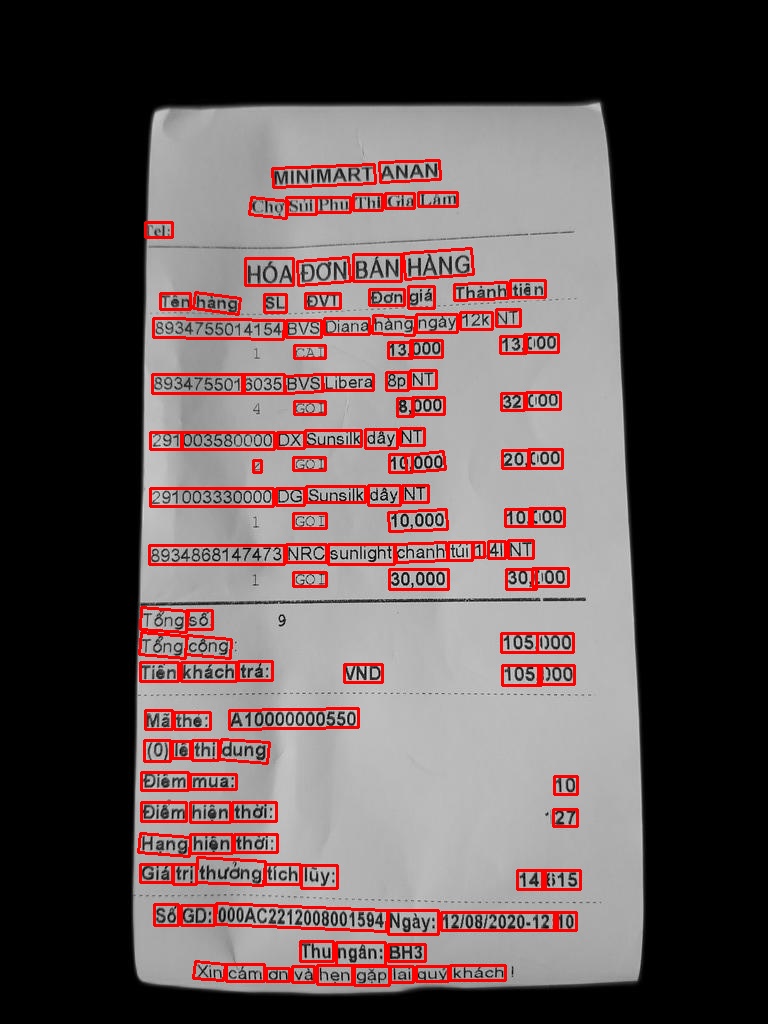 MINIMART ANAN
Chợ Sủi Phú Thị Gia Lâm
Tel:
HÓA ĐƠN BÁN HÀNG
Tên hàng SL ĐVT Đơn giá Thành tiền
8934755014154 BVS Diana hàng ngày 12k NT
1 CAI 13,000 13,000
8934755016035 BVS Libera 8p NT
4 GOI 8,000 32,000
291003580000 DX Sunsilk dây NT
2 GOI 10,000 20,000
291003330000 DG Sunsilk dây NT
1 GOI 10,000 10,000
8934868147473 NRC sunlight chanh túi 1 4l NT
1 GOI 30,000 30,000
Tổng số 9
Tổng cộng: 105,000
Tiền khách trả: VND 105,000
Mã thẻ: A10000000550
(0) lê thị dung
Điểm mua: 10
Điểm hiện thời: 27
Hạng hiện thời:
Giá trị thưởng tích lũy: 14,615
Số GD: 000AC2212008001594 Ngày: 12/08/2020-12:10
Thu ngân: BH3
Xin cám ơn và hẹn gặp lại quý khách !